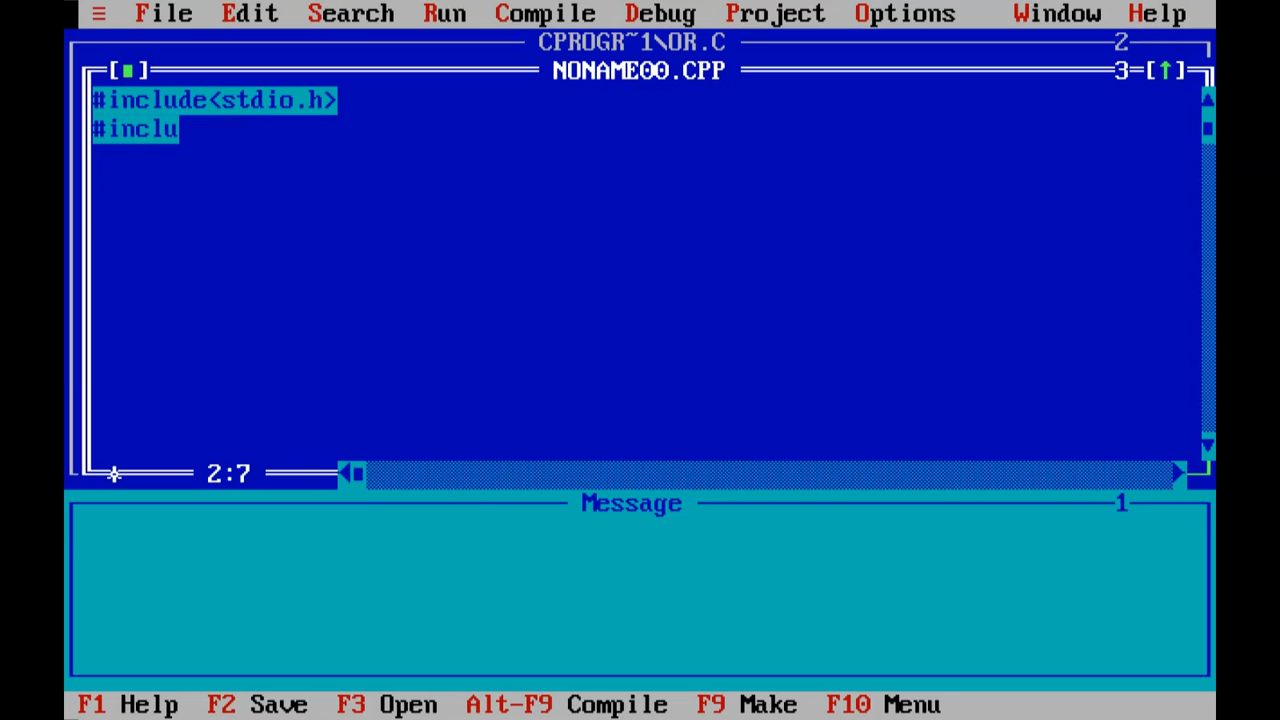 ≡ File Edit Search Run Compile Debug Project Options Window Help
CPROGR~1\OR.C 2
[■] NONAME00.CPP 3=[↑]
#include<stdio.h>
#inclu
2:7
Message 1
F1 Help F2 Save F3 Open Alt-F9 Compile F9 Make F10 Menu